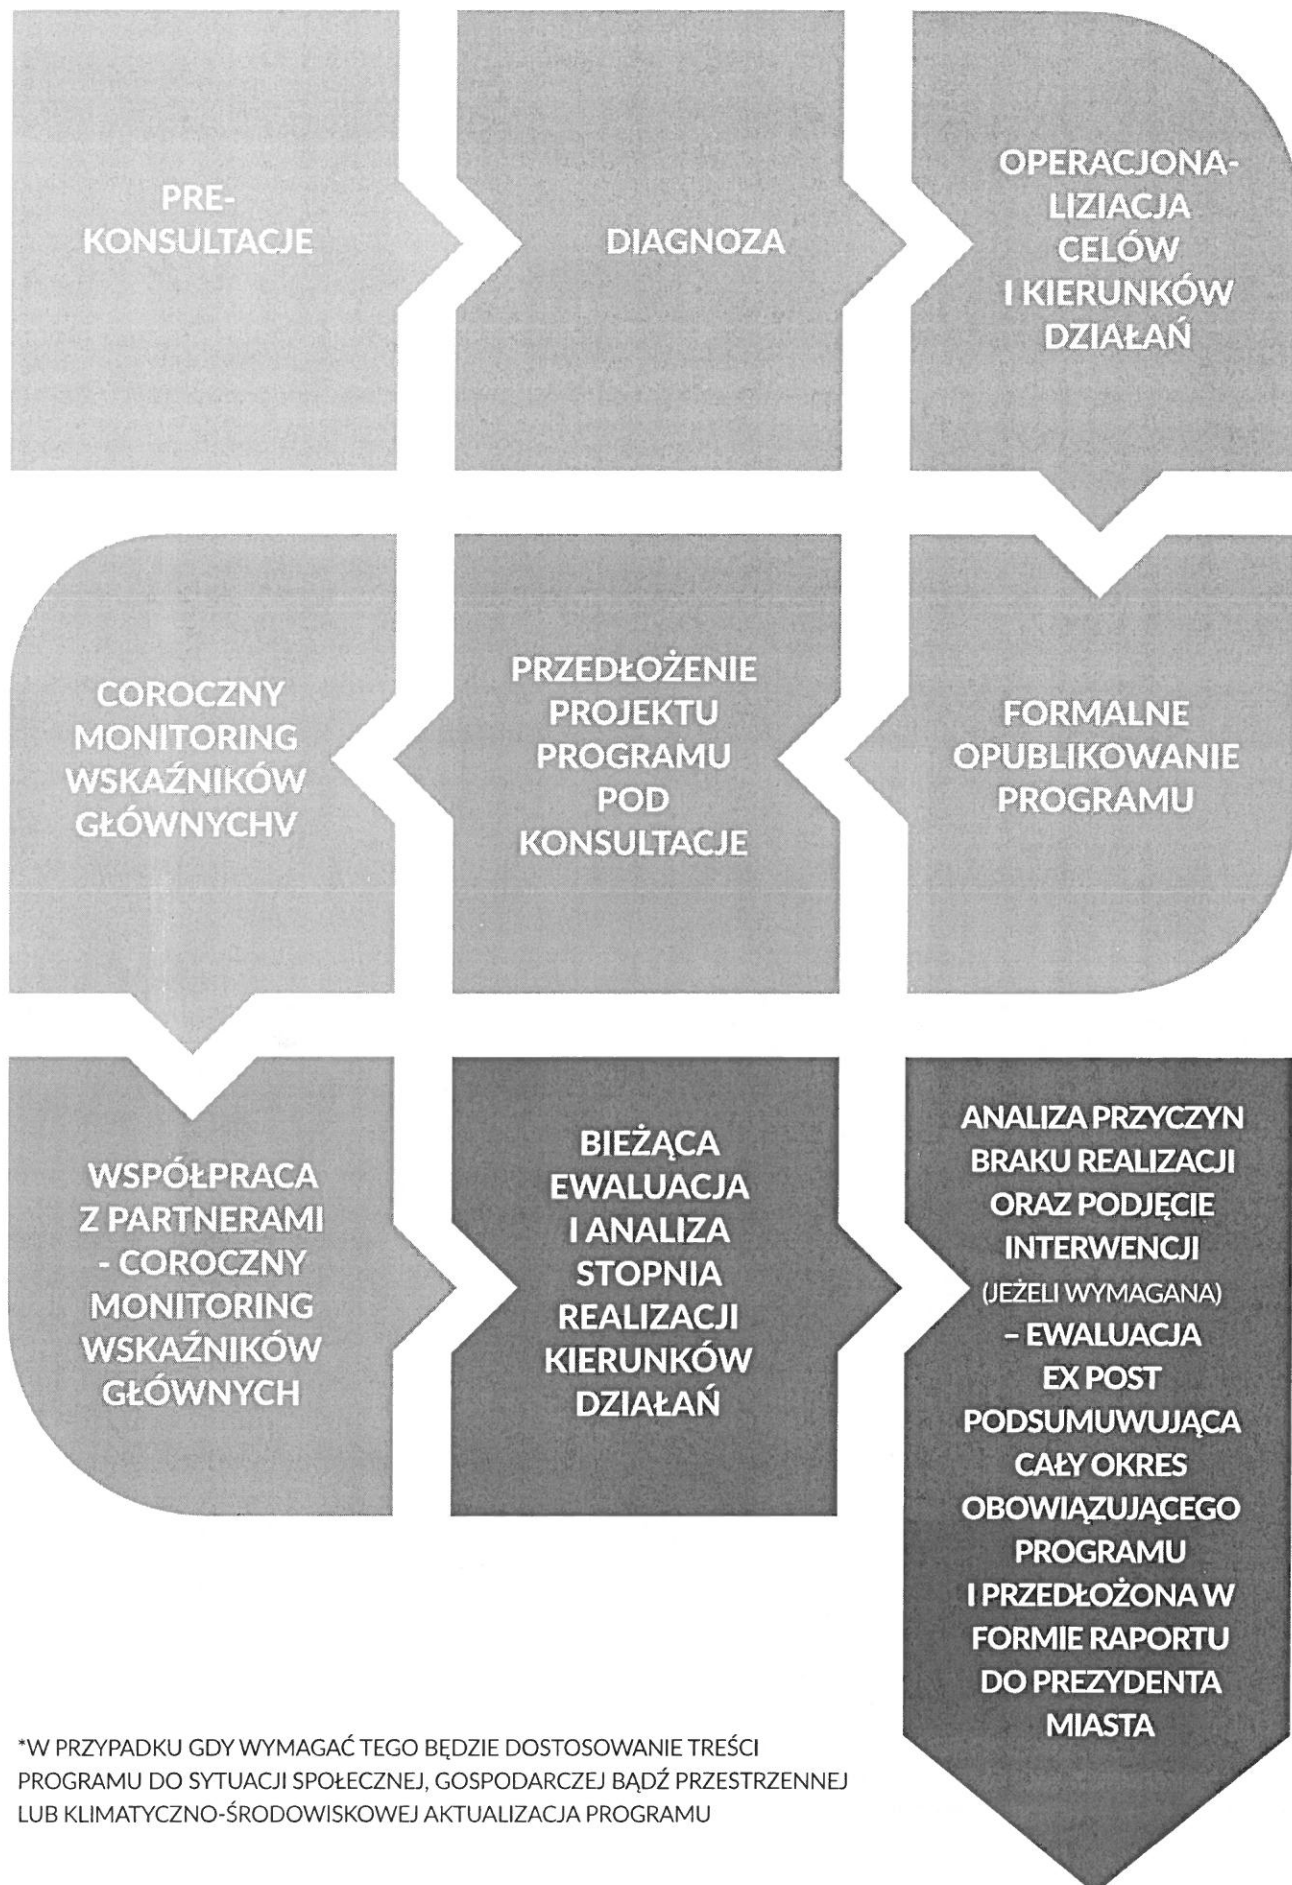 PRE-
KONSULTACJE
DIAGNOZA
OPERACJONA-
LIZIACJA
CELÓW
I KIERUNKÓW
DZIAŁAŃ
FORMALNE
OPUBLIKOWANIE
PROGRAMU
PRZEDŁOŻENIE
PROJEKTU
PROGRAMU
POD
KONSULTACJE
COROCZNY
MONITORING
WSKAŹNIKÓW
GŁÓWNYCHV
WSPÓŁPRACA
Z PARTNERAMI
- COROCZNY
MONITORING
WSKAŹNIKÓW
GŁÓWNYCH
BIEŻĄCA
EWALUACJA
I ANALIZA
STOPNIA
REALIZACJI
KIERUNKÓW
DZIAŁAŃ
ANALIZA PRZYCZYN
BRAKU REALIZACJI
ORAZ PODJĘCIE
INTERWENCJI
(JEŻELI WYMAGANA)
– EWALUACJA
EX POST
PODSUMUWUJĄCA
CAŁY OKRES
OBOWIĄZUJĄCEGO
PROGRAMU
I PRZEDŁOŻONA W
FORMIE RAPORTU
DO PREZYDENTA
MIASTA
*W PRZYPADKU GDY WYMAGAĆ TEGO BĘDZIE DOSTOSOWANIE TREŚCI
PROGRAMU DO SYTUACJI SPOŁECZNEJ, GOSPODARCZEJ BĄDŹ PRZESTRZENNEJ
LUB KLIMATYCZNO-ŚRODOWISKOWEJ AKTUALIZACJA PROGRAMU